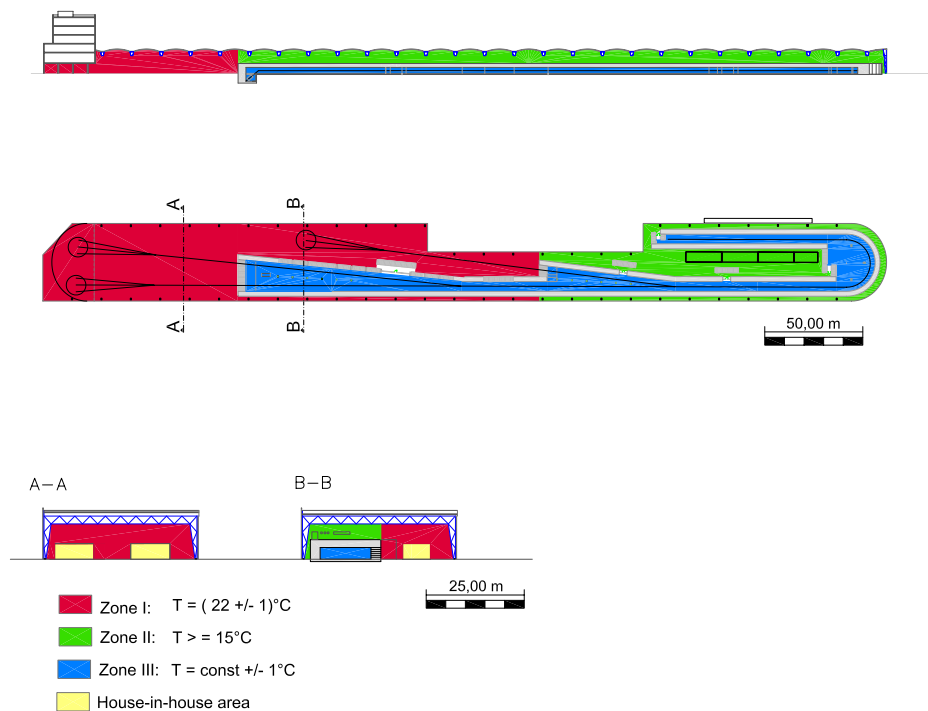 A
B
A
B
50,00 m
A-A
B-B
25,00 m
Zone I: T = ( 22 +/- 1)°C
Zone II: T > = 15°C
Zone III: T = const +/- 1°C
House-in-house area